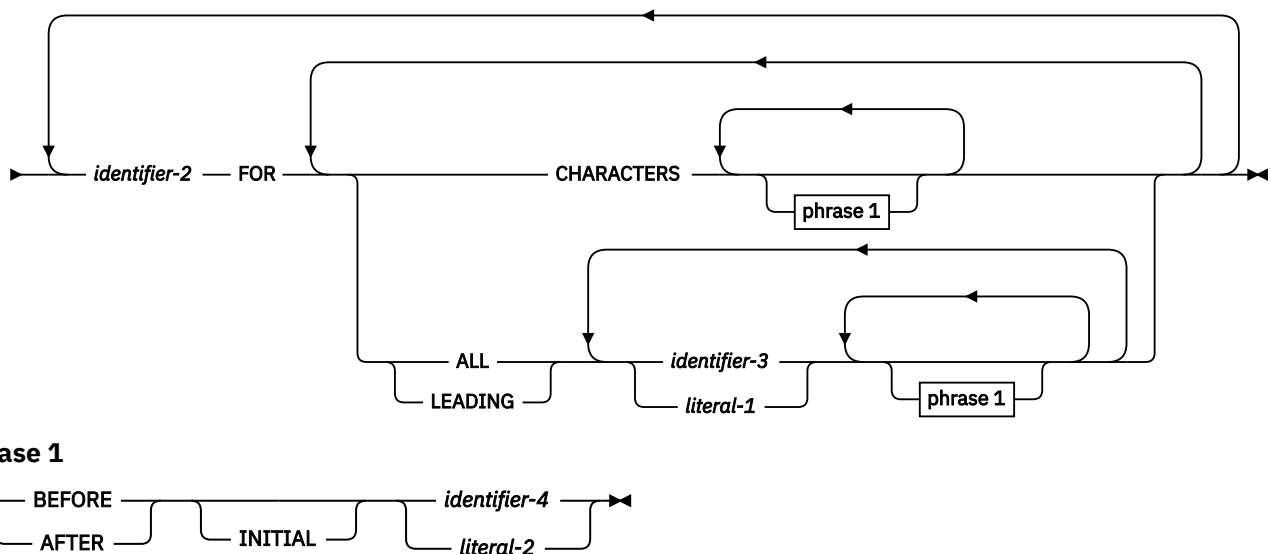 identifier-2 FOR CHARACTERS
phrase 1
ALL identifier-3
LEADING literal-1 phrase 1
ase 1
BEFORE identifier-4
AFTER INITIAL literal-2